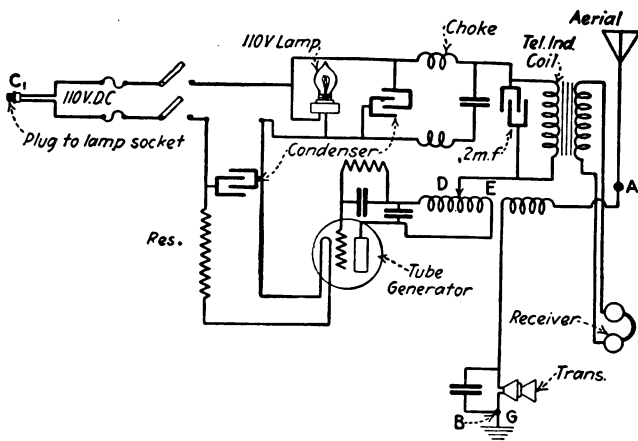 Aerial
Choke
Tel. Ind.
Coil
110V Lamp
C1
110V.DC
Plug to lamp socket
Condenser
.2m.f
D
E
A
Res.
Tube
Generator
Receiver
Trans.
B
G